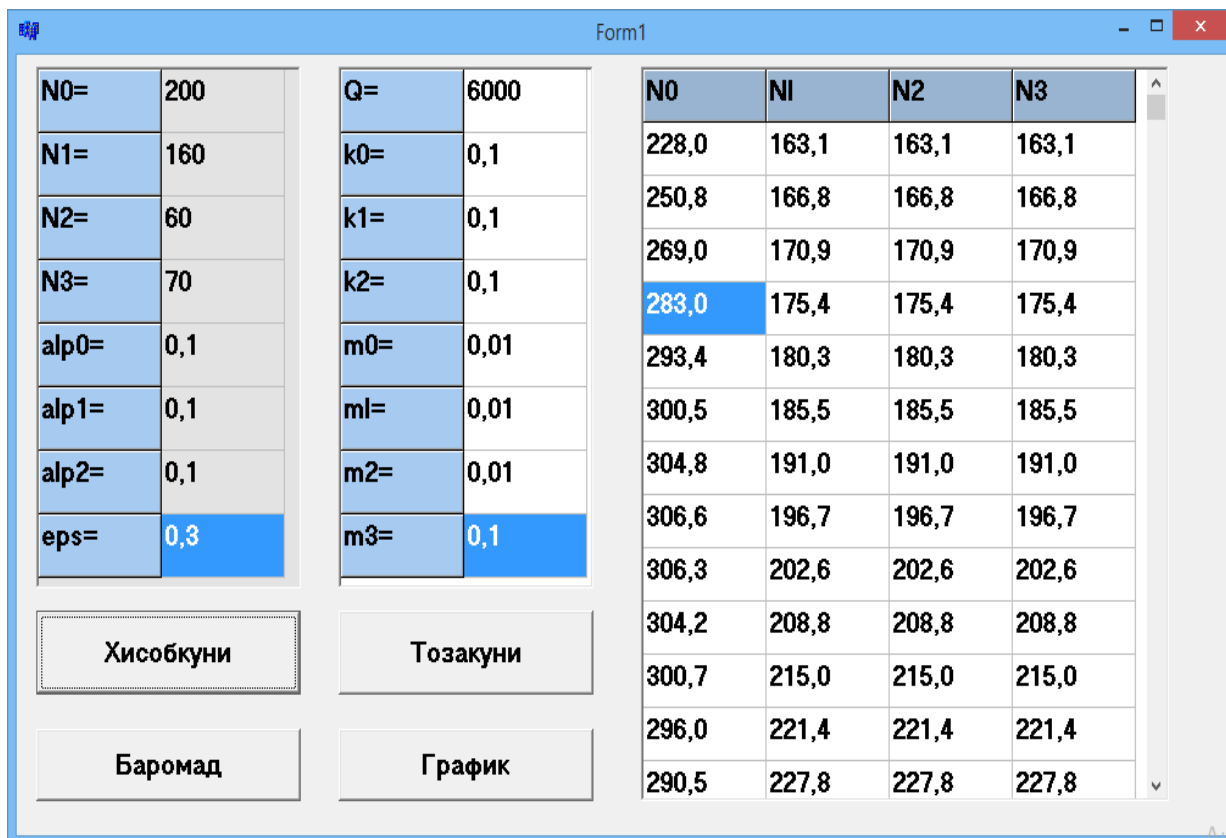 Form1
N0= 200
N1= 160
N2= 60
N3= 70
alp0= 0,1
alp1= 0,1
alp2= 0,1
eps= 0,3
Q= 6000
k0= 0,1
k1= 0,1
k2= 0,1
m0= 0,01
ml= 0,01
m2= 0,01
m3= 0,1
Хисобкуни
Тозакуни
Баромад
График
N0 Nl N2 N3
228,0 163,1 163,1 163,1
250,8 166,8 166,8 166,8
269,0 170,9 170,9 170,9
283,0 175,4 175,4 175,4
293,4 180,3 180,3 180,3
300,5 185,5 185,5 185,5
304,8 191,0 191,0 191,0
306,6 196,7 196,7 196,7
306,3 202,6 202,6 202,6
304,2 208,8 208,8 208,8
300,7 215,0 215,0 215,0
296,0 221,4 221,4 221,4
290,5 227,8 227,8 227,8